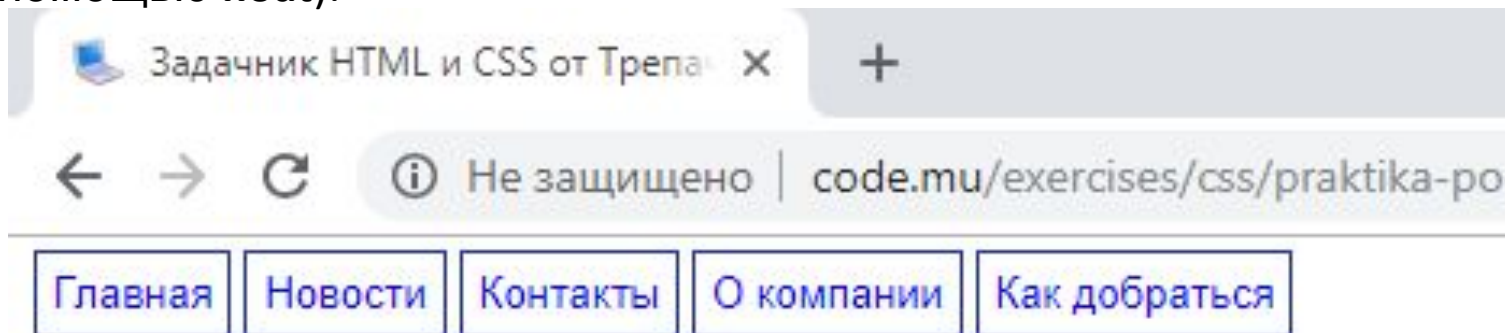 Задачник HTML и CSS от Трепа
Не защищено | code.mu/exercises/css/praktika-po
Главная Новости Контакты О компании Как добраться